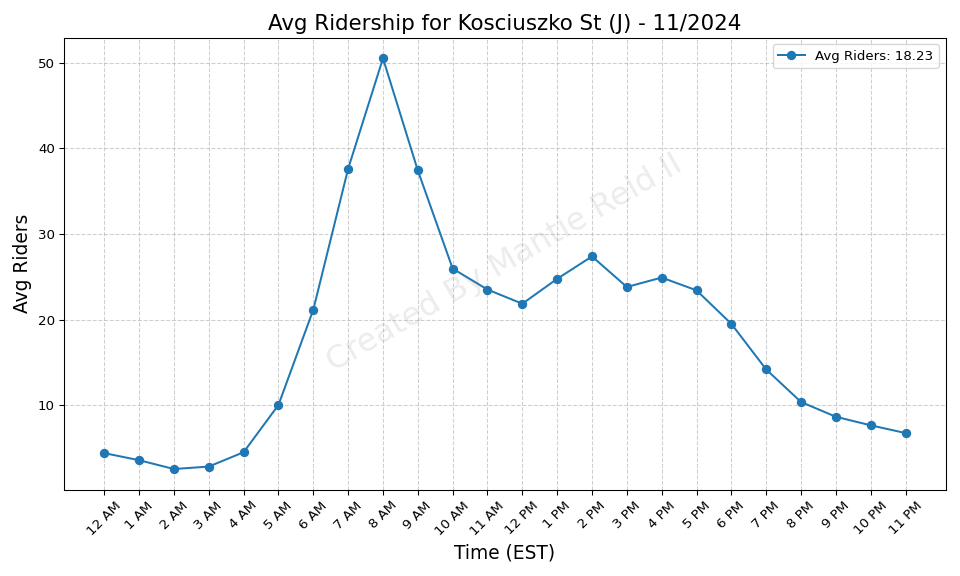 Avg Ridership for Kosciuszko St (J) - 11/2024
Avg Riders: 18.23
50
40
30
20
10
Avg Riders
Created By Mantie Reid II
12 AM 1 AM 2 AM 3 AM 4 AM 5 AM 6 AM 7 AM 8 AM 9 AM 10 AM 11 AM 12 PM 1 PM 2 PM 3 PM 4 PM 5 PM 6 PM 7 PM 8 PM 9 PM 10 PM 11 PM
Time (EST)